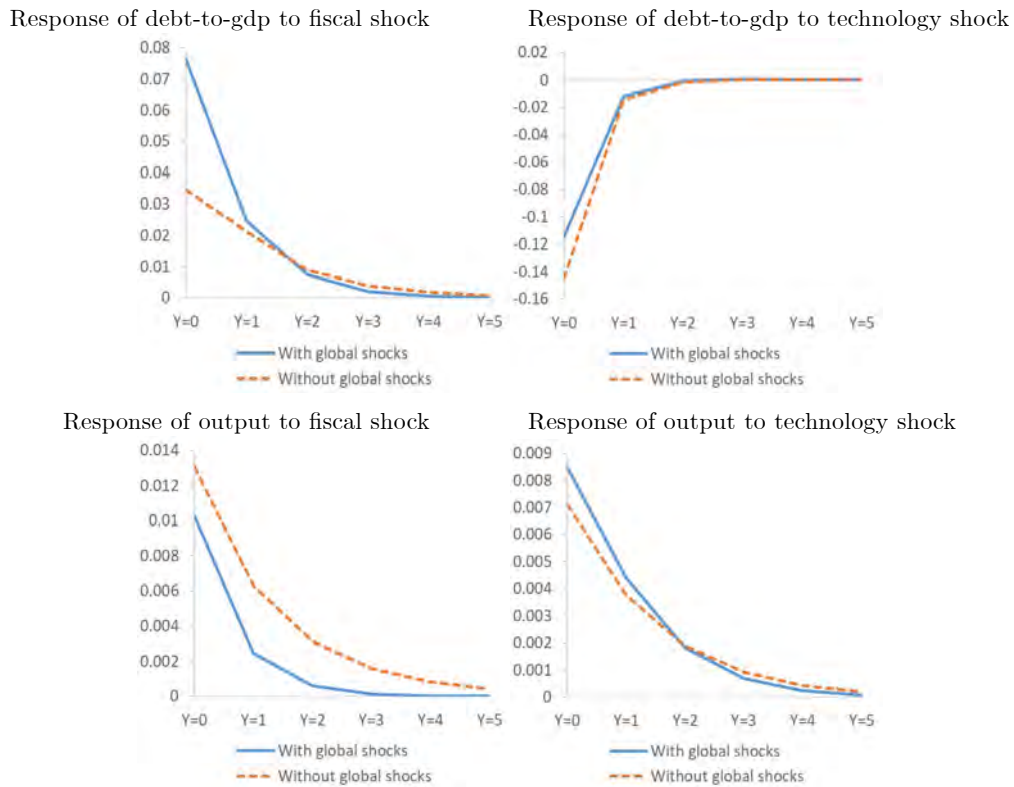 Response of debt-to-gdp to fiscal shock
0.08
0.07
0.06
0.05
0.04
0.03
0.02
0.01
0
Y=0 Y=1 Y=2 Y=3 Y=4 Y=5
With global shocks
Without global shocks
Response of debt-to-gdp to technology shock
0.02
0
-0.02
-0.04
-0.06
-0.08
-0.1
-0.12
-0.14
-0.16
Y=0 Y=1 Y=2 Y=3 Y=4 Y=5
With global shocks
Without global shocks
Response of output to fiscal shock
0.014
0.012
0.01
0.008
0.006
0.004
0.002
0
Y=0 Y=1 Y=2 Y=3 Y=4 Y=5
With global shocks
Without global shocks
Response of output to technology shock
0.009
0.008
0.007
0.006
0.005
0.004
0.003
0.002
0.001
0
Y=0 Y=1 Y=2 Y=3 Y=4 Y=5
With global shocks
Without global shocks